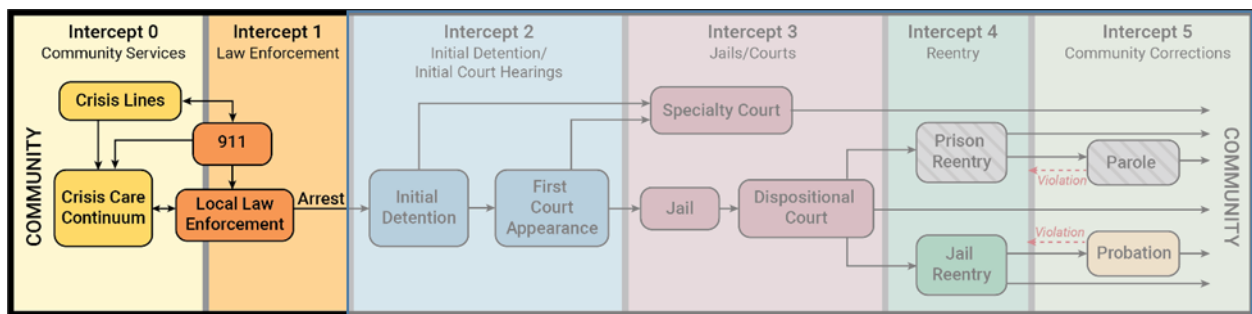 Intercept 0
Community Services
Intercept 1
Law Enforcement
Intercept 2
Initial Detention/
Initial Court Hearings
Intercept 3
Jails/Courts
Intercept 4
Reentry
Intercept 5
Community Corrections
COMMUNITY
Crisis Lines
911
Crisis Care
Continuum
Local Law
Enforcement
Arrest
Initial
Detention
First
Court
Appearance
Specialty Court
Jail
Dispositional
Court
Prison
Reentry
Violation
Parole
Jail
Reentry
Violation
Probation
COMMUNITY